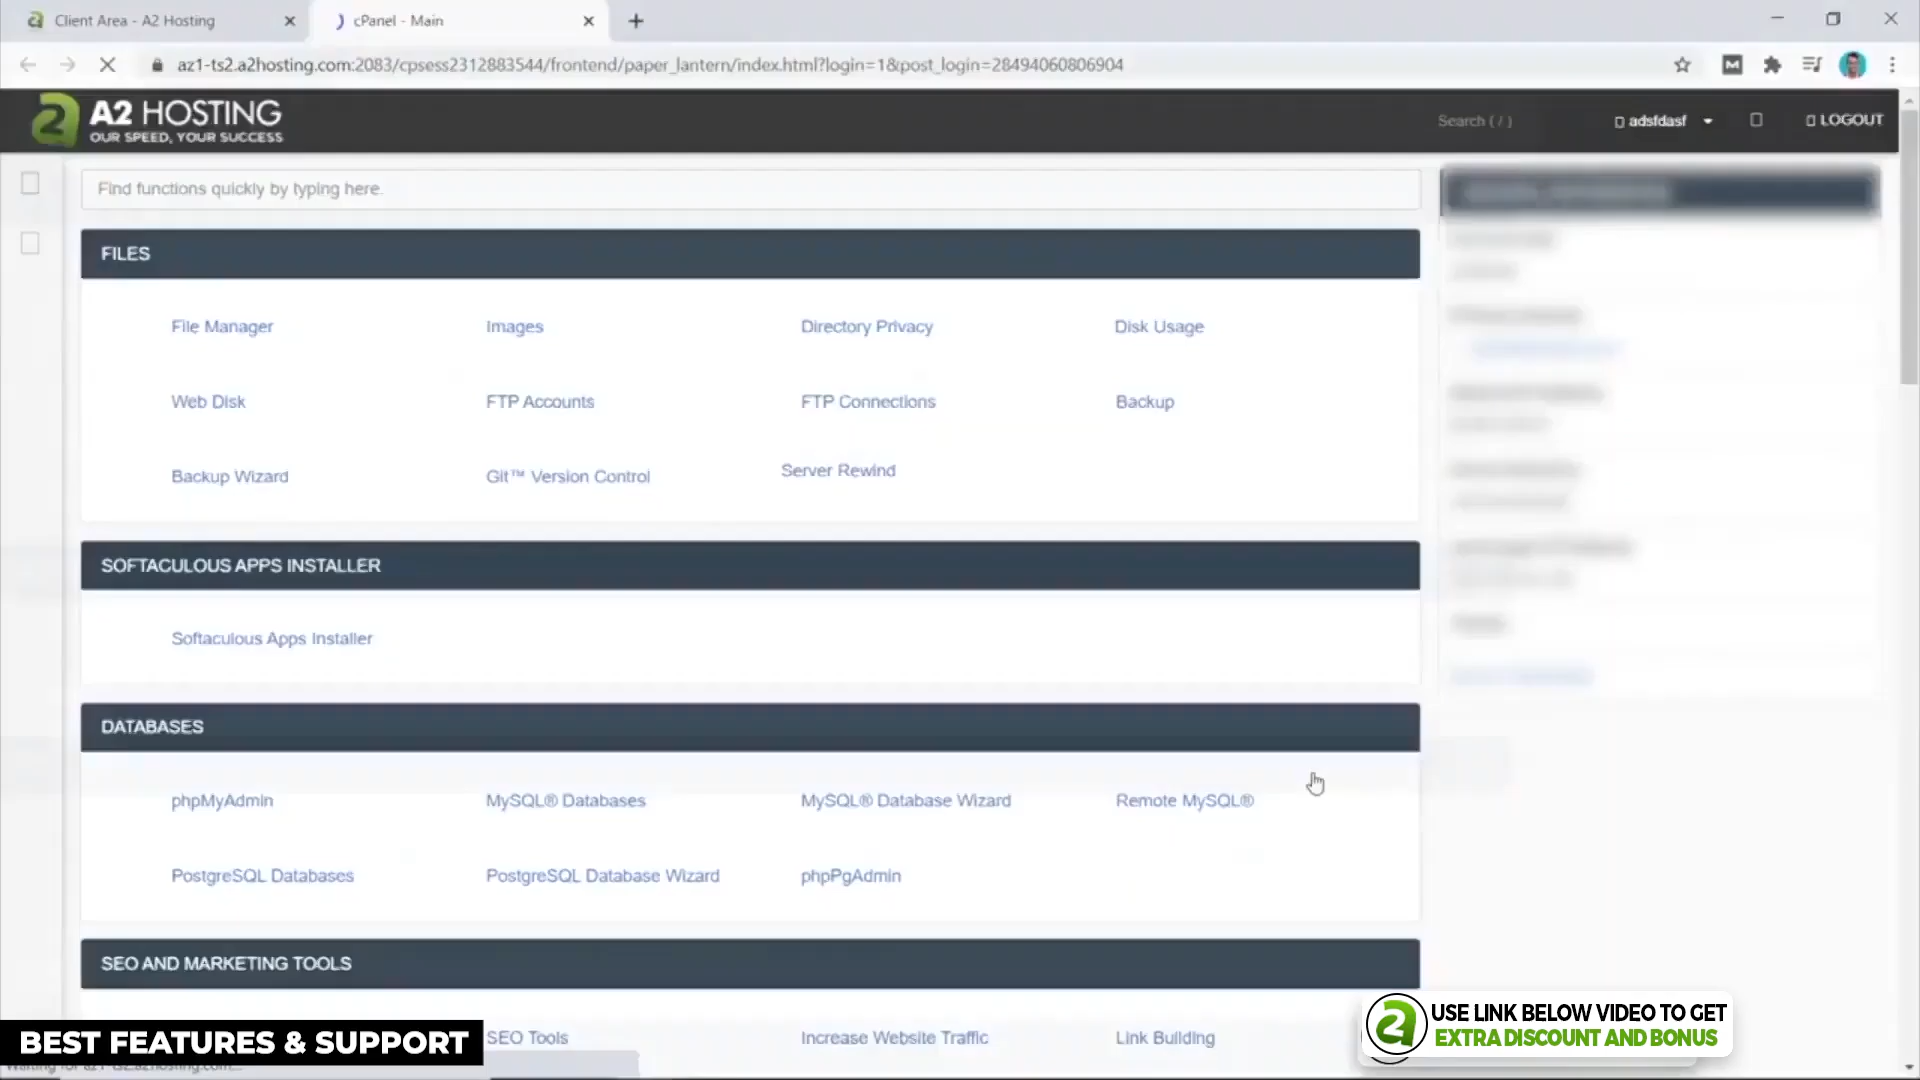 Client Area - A2 Hosting
cPanel - Main
az1-ts2.a2hosting.com:2083/cpsess2312883544/frontend/paper_lantern/index.html?login=1&post_login=28494060806904
A2 HOSTING
OUR SPEED, YOUR SUCCESS
Search ( / )
adsfdasf
LOGOUT
Find functions quickly by typing here.
FILES
File Manager
Images
Directory Privacy
Disk Usage
Web Disk
FTP Accounts
FTP Connections
Backup
Backup Wizard
Git™ Version Control
Server Rewind
SOFTACULOUS APPS INSTALLER
Softaculous Apps Installer
DATABASES
phpMyAdmin
MySQL® Databases
MySQL® Database Wizard
Remote MySQL®
PostgreSQL Databases
PostgreSQL Database Wizard
phpPgAdmin
SEO AND MARKETING TOOLS
SEO Tools
Increase Website Traffic
Link Building
BEST FEATURES & SUPPORT
USE LINK BELOW VIDEO TO GET
EXTRA DISCOUNT AND BONUS